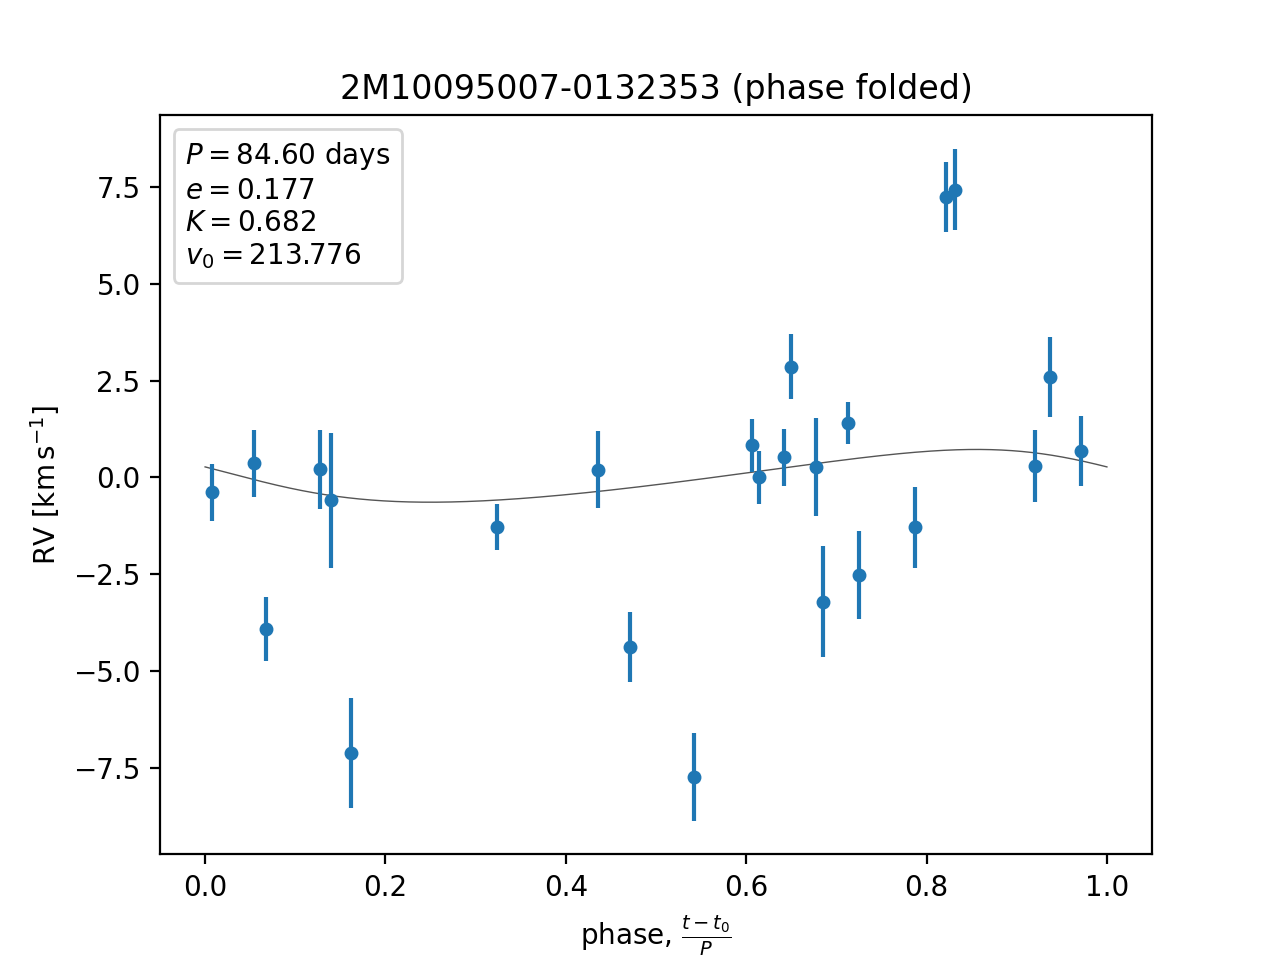 2M10095007-0132353 (phase folded)
P = 84.60 days
e = 0.177
K = 0.682
v₀ = 213.776
7.5
5.0
2.5
0.0
−2.5
−5.0
−7.5
RV [km s⁻¹]
0.0 0.2 0.4 0.6 0.8 1.0
phase, (t − t₀)/P